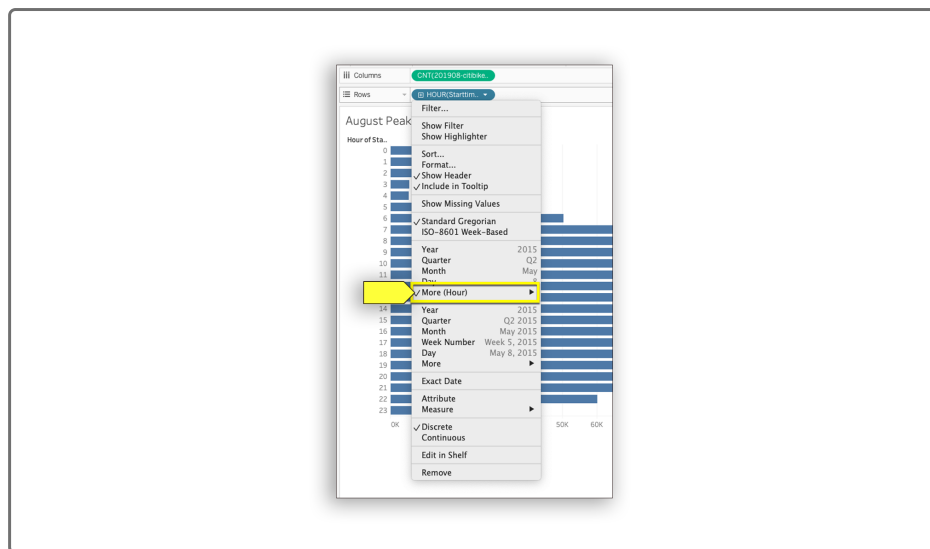 Columns CNT(201908-citibike..
Rows HOUR(Starttim..
August Peak
Hour of Sta..
0
1
2
3
4
5
6
7
8
9
10
11
14
15
16
17
18
19
20
21
22
23
0K 50K 60K
Filter...
Show Filter
Show Highlighter
Sort...
Format...
Show Header
Include in Tooltip
Show Missing Values
Standard Gregorian
ISO-8601 Week-Based
Year 2015
Quarter Q2
Month May
Day 8
More (Hour)
Year 2015
Quarter Q2 2015
Month May 2015
Week Number Week 5, 2015
Day May 8, 2015
More
Exact Date
Attribute
Measure
Discrete
Continuous
Edit in Shelf
Remove